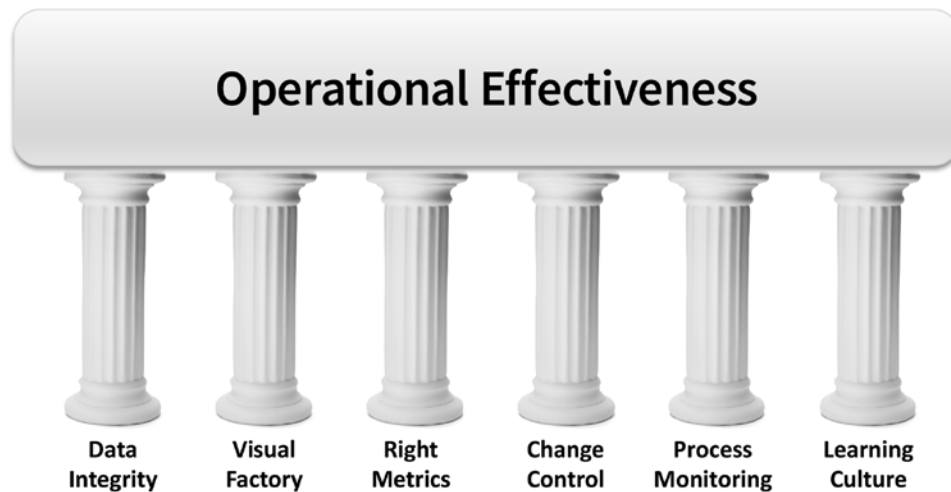 Operational Effectiveness
Data
Integrity
Visual
Factory
Right
Metrics
Change
Control
Process
Monitoring
Learning
Culture